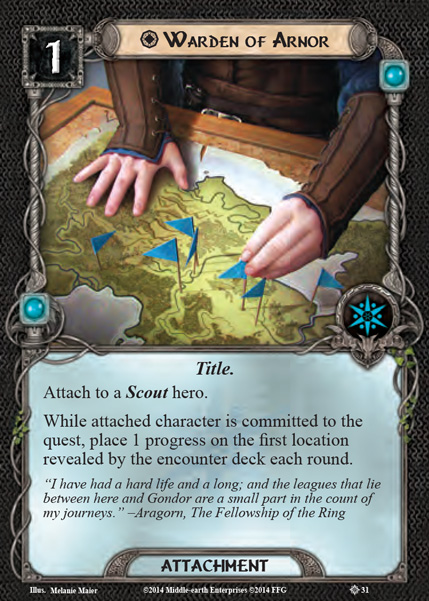 1
WARDEN OF ARNOR
Title.
Attach to a Scout hero.
While attached character is committed to the
quest, place 1 progress on the first location
revealed by the encounter deck each round.
“I have had a hard life and a long; and the leagues that lie
between here and Gondor are a small part in the count of
my journeys.” –Aragorn, The Fellowship of the Ring
ATTACHMENT
Illus. Melanie Maier ©2014 Middle-earth Enterprises ©2014 FFG 31